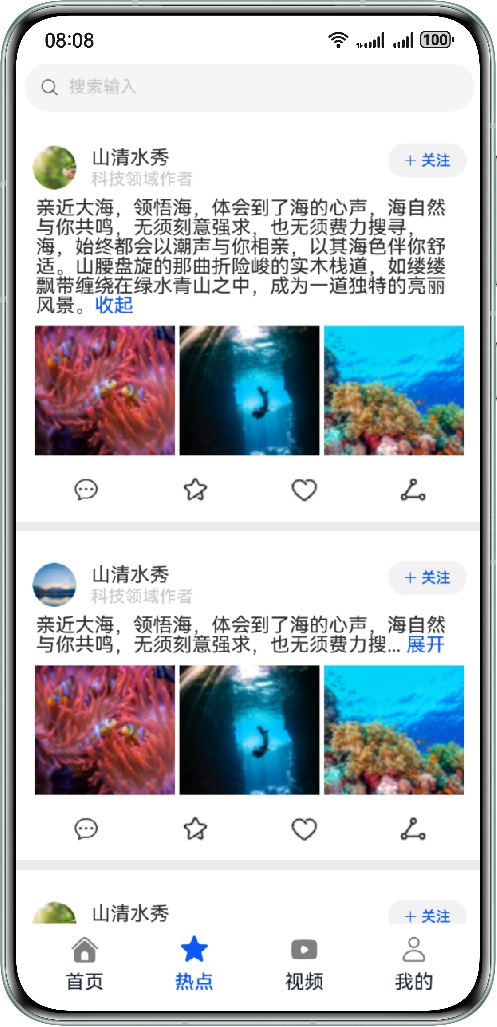 08:08
100
搜索输入
山清水秀
+ 关注
科技领域作者
亲近大海，领悟海，体会到了海的心声，海自然
与你共鸣，无须刻意强求，也无须费力搜寻，
海，始终都会以潮声与你相亲，以其海色伴你舒
适。山腰盘旋的那曲折险峻的实木栈道，如缕缕
飘带缠绕在绿水青山之中，成为一道独特的亮丽
风景。收起
山清水秀
+ 关注
科技领域作者
亲近大海，领悟海，体会到了海的心声，海自然
与你共鸣，无须刻意强求，也无须费力搜... 展开
山清水秀
+ 关注
首页
热点
视频
我的